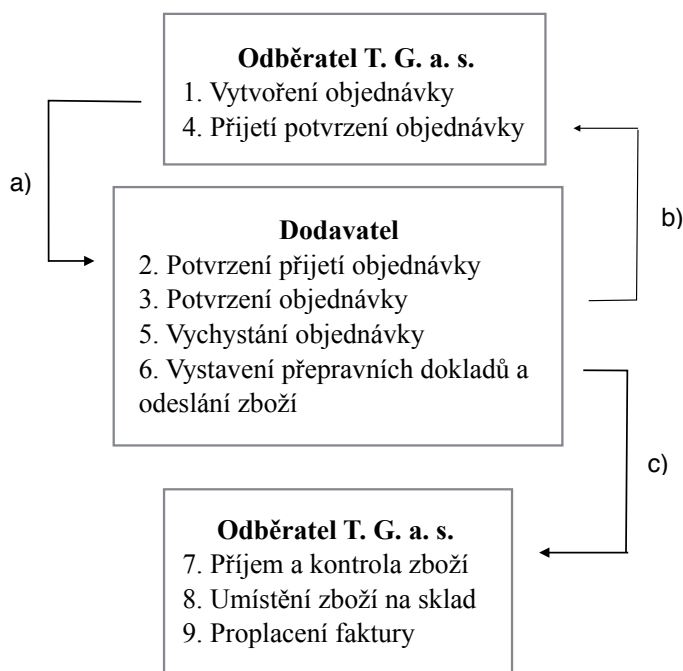 Odběratel T. G. a. s.
1. Vytvoření objednávky
4. Přijetí potvrzení objednávky
a)
b)
Dodavatel
2. Potvrzení přijetí objednávky
3. Potvrzení objednávky
5. Vychystání objednávky
6. Vystavení přepravních dokladů a
odeslání zboží
c)
Odběratel T. G. a. s.
7. Příjem a kontrola zboží
8. Umístění zboží na sklad
9. Proplacení faktury